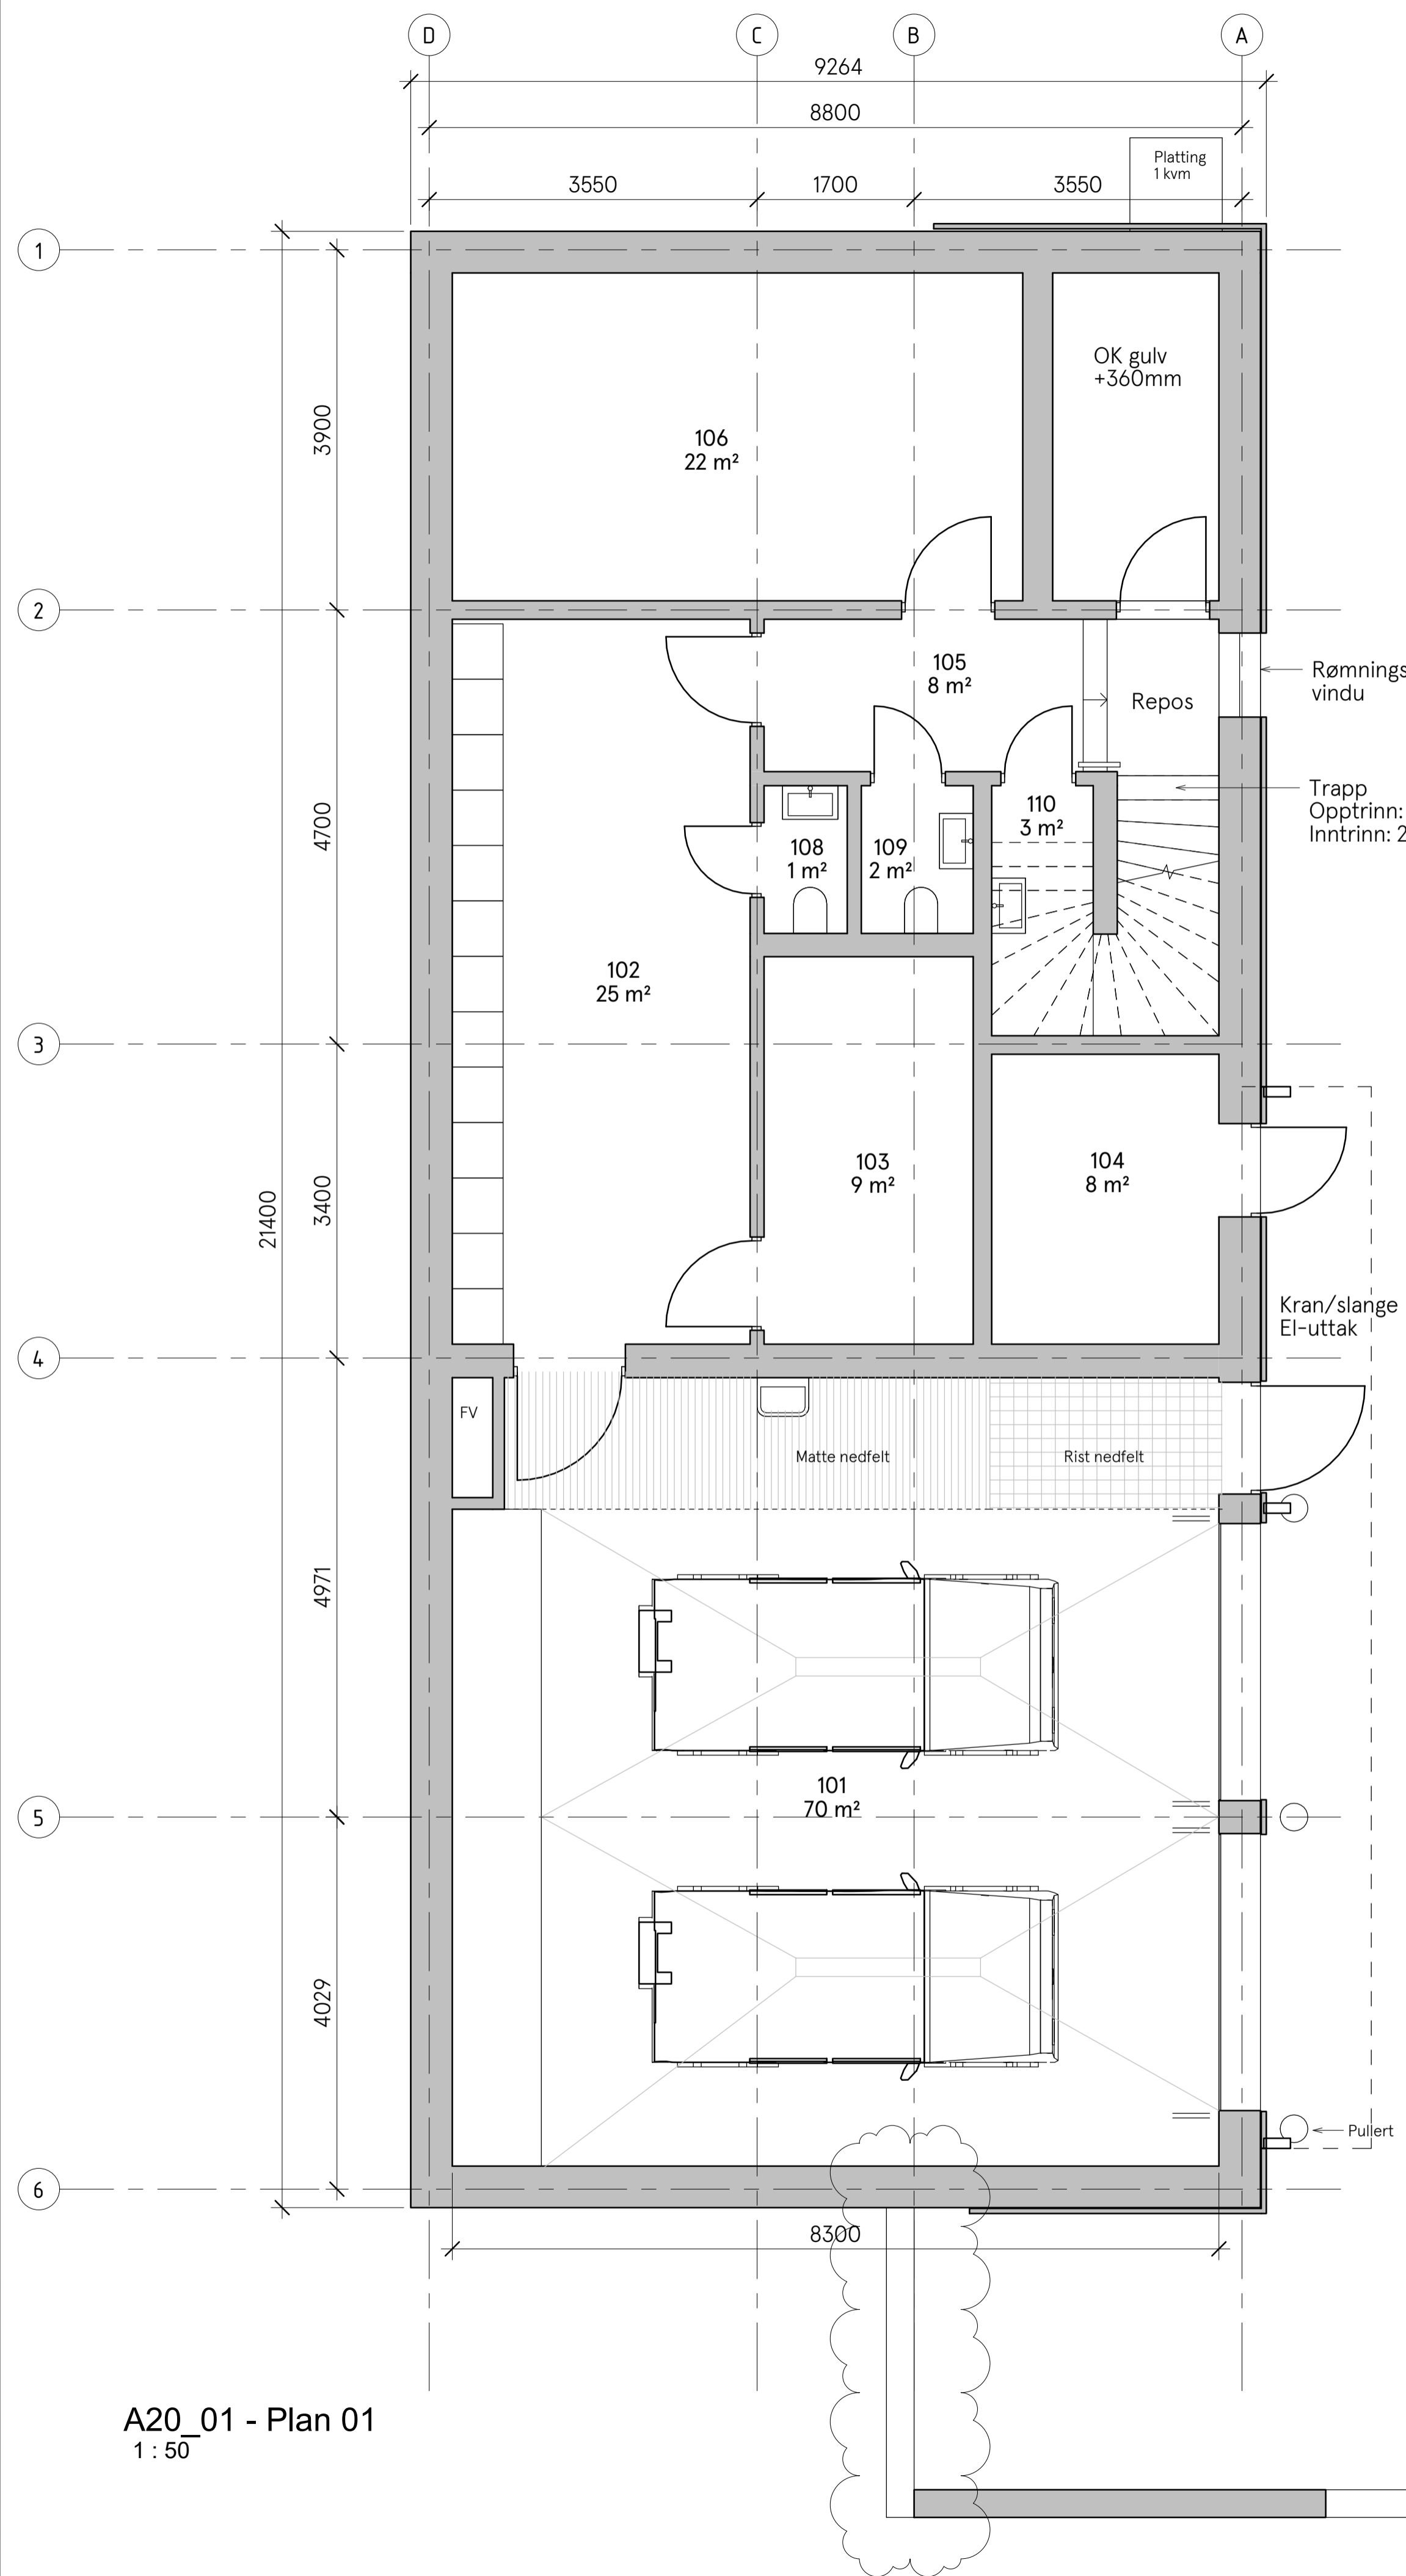 D
C
B
A
9264
8800
3550
1700
3550
Platting
1 kvm
1
OK gulv
+360mm
3900
106
22 m²
2
105
8 m²
Rømnings
vindu
Repos
Trapp
Opptrinn:
Inntrinn: 2
4700
110
3 m²
108
1 m²
109
2 m²
102
25 m²
3
103
9 m²
104
8 m²
3400
21400
Kran/slange
El-uttak
4
FV
Matte nedfelt
Rist nedfelt
4971
101
70 m²
5
4029
Pullert
6
8300
A20_01 - Plan 01
1 : 50